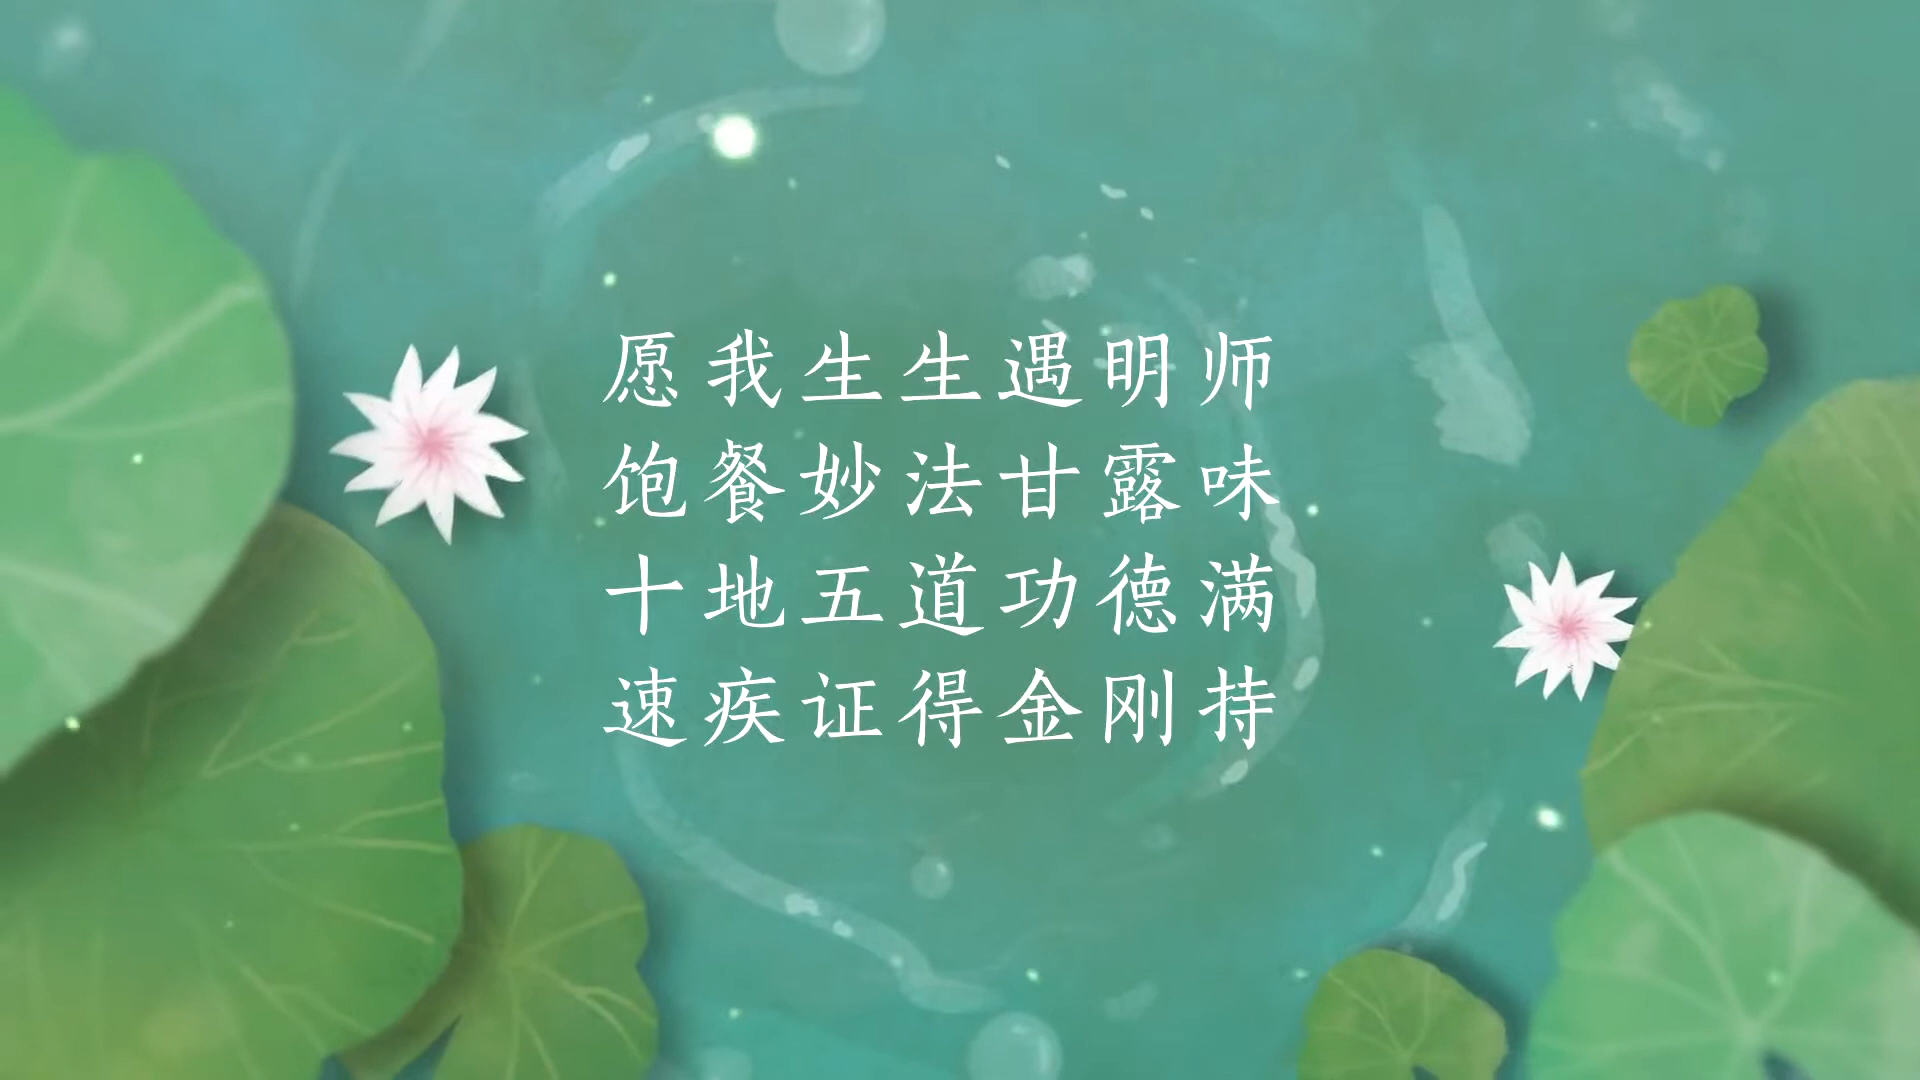 愿我生生遇明师
饱餐妙法甘露味
十地五道功德满
速疾证得金刚持